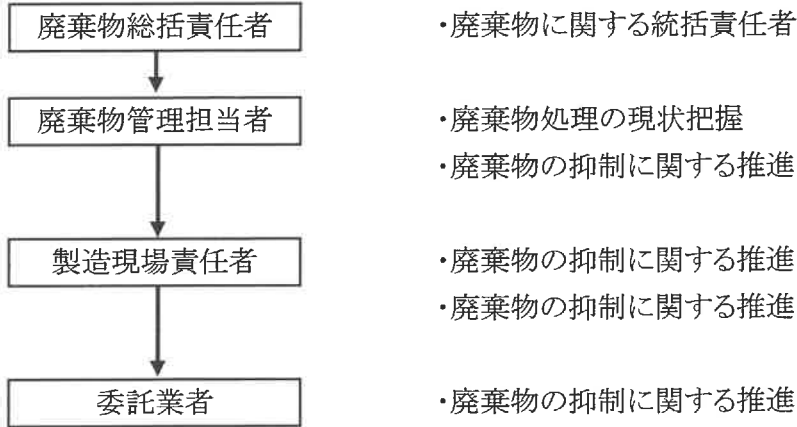 廃棄物総括責任者 ・廃棄物に関する統括責任者
廃棄物管理担当者 ・廃棄物処理の現状把握
・廃棄物の抑制に関する推進
製造現場責任者 ・廃棄物の抑制に関する推進
・廃棄物の抑制に関する推進
委託業者 ・廃棄物の抑制に関する推進